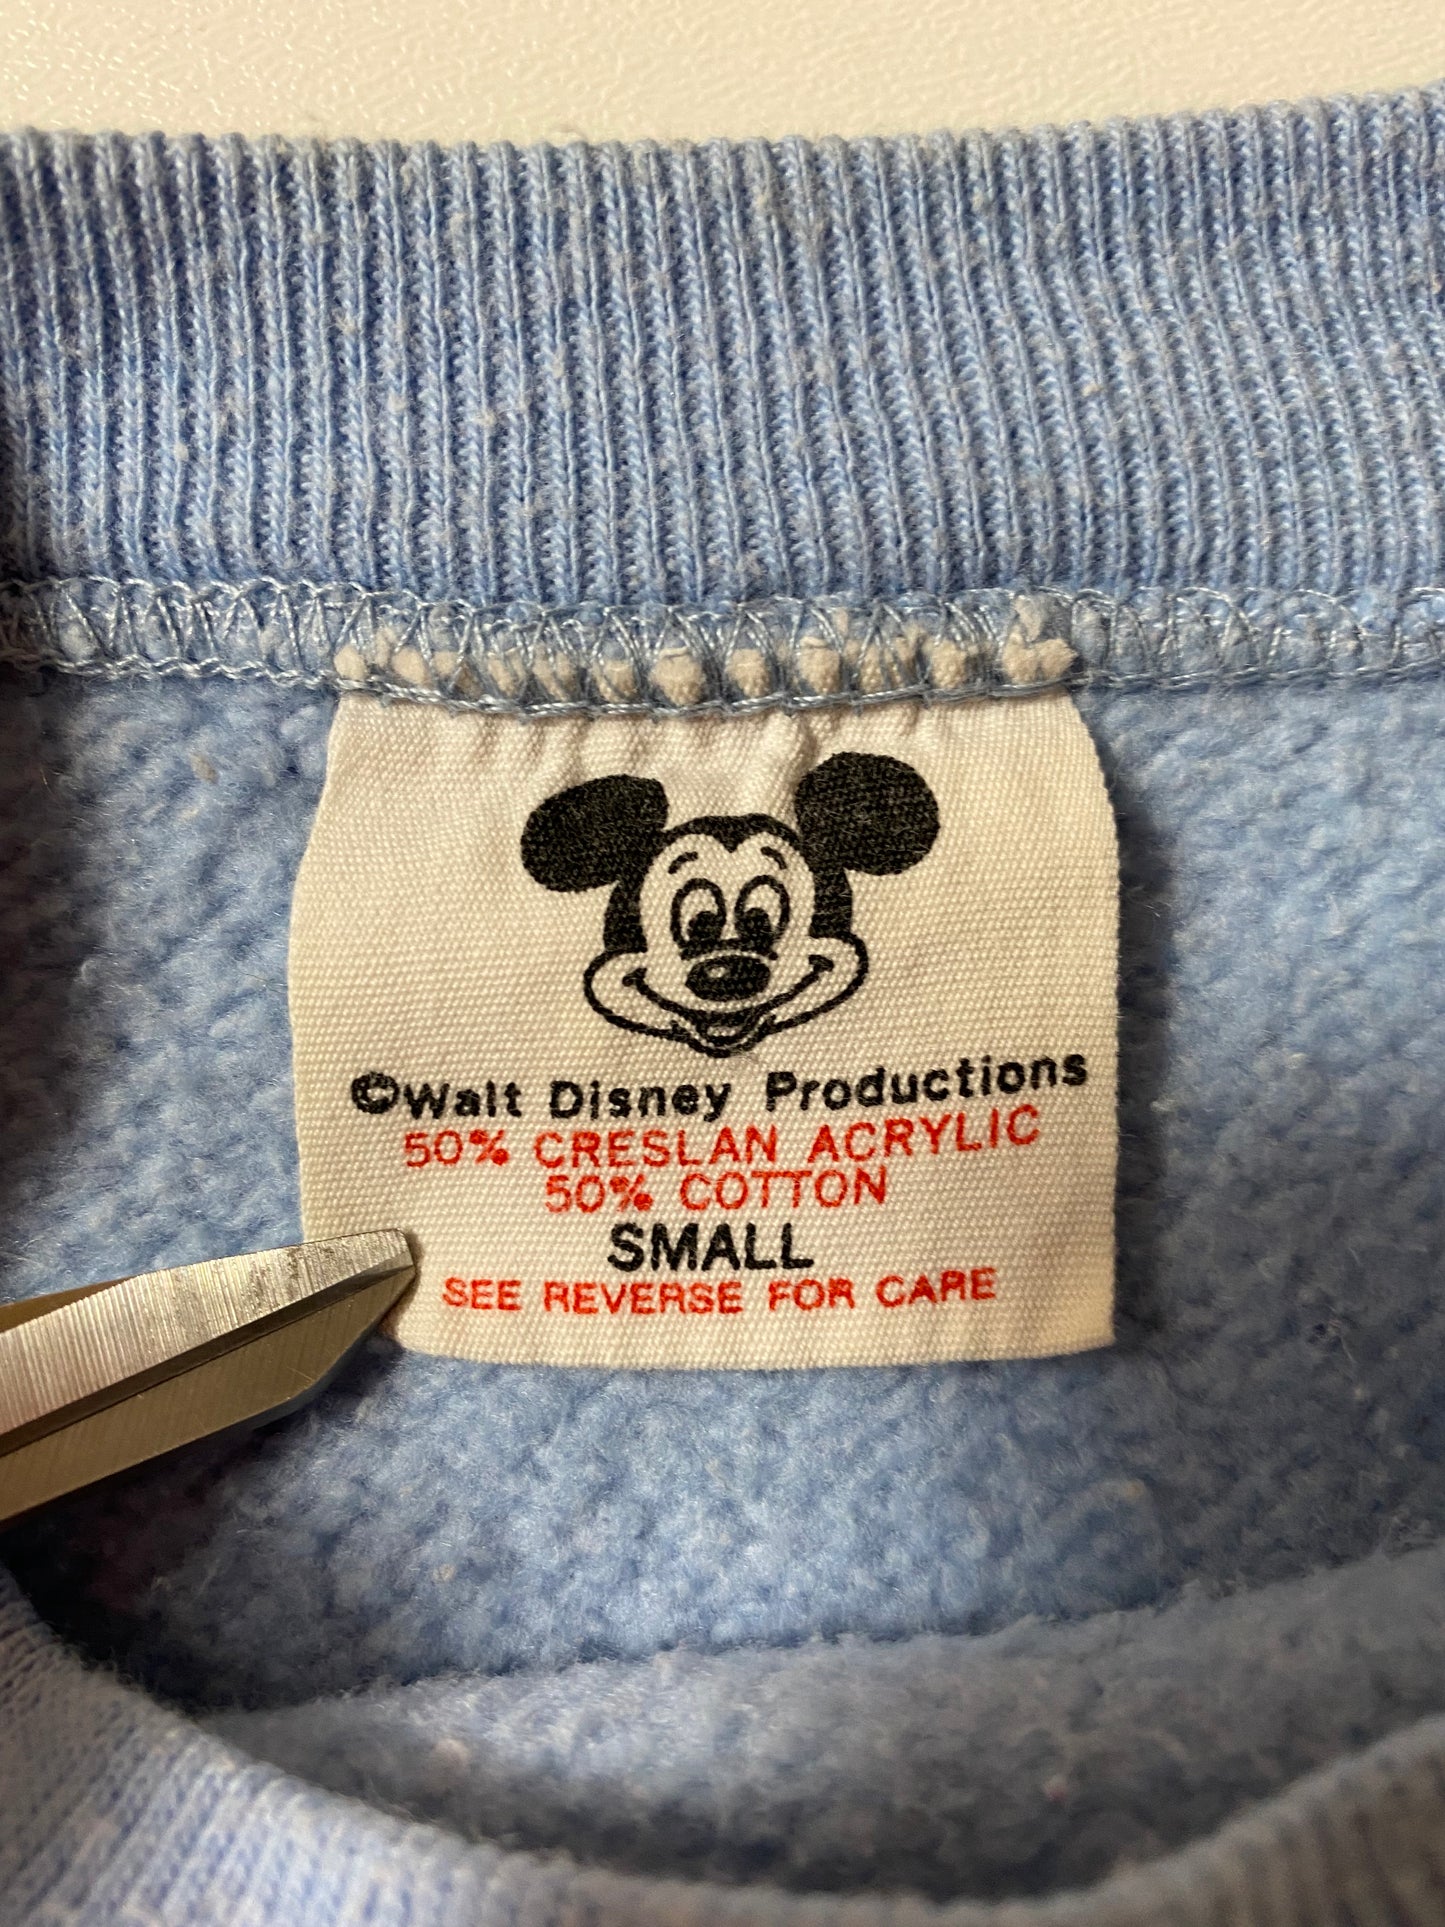 ©Walt Disney Productions
50% CRESLAN ACRYLIC
50% COTTON
SMALL
SEE REVERSE FOR CARE